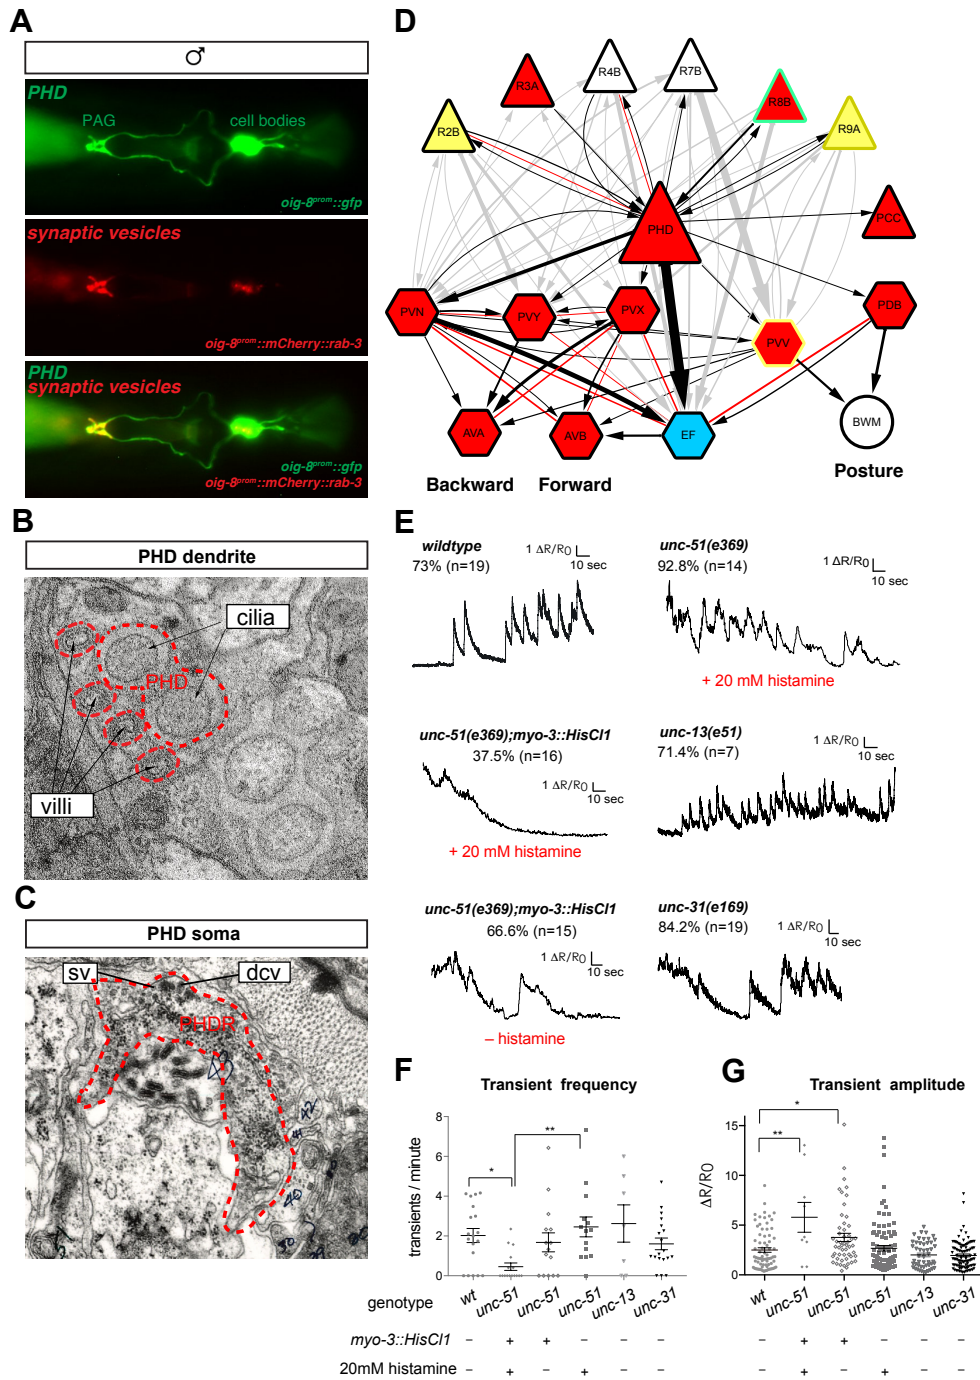 A
♂
PHD
PAG
cell bodies
oig-8prom::gfp
synaptic vesicles
oig-8prom::mCherry::rab-3
PHD
synaptic vesicles
oig-8prom::gfp
oig-8prom::mCherry::rab-3
B
PHD dendrite
cilia
PHD
villi
C
PHD soma
sv
dcv
PHDR
40
D
R3A
R4B
R7B
R8B
R2B
R9A
PHD
PCC
PVN
PVY
PVX
PVV
PDB
AVA
AVB
EF
BWM
Backward
Forward
Posture
E
wildtype
73% (n=19)
1 ΔR/R0
10 sec
unc-51(e369)
92.8% (n=14)
1 ΔR/R0
10 sec
+ 20 mM histamine
unc-51(e369);myo-3::HisCl1
37.5% (n=16)
1 ΔR/R0
10 sec
+ 20 mM histamine
unc-13(e51)
71.4% (n=7)
1 ΔR/R0
10 sec
unc-51(e369);myo-3::HisCl1
66.6% (n=15)
1 ΔR/R0
10 sec
– histamine
unc-31(e169)
84.2% (n=19)
1 ΔR/R0
10 sec
F
Transient frequency
transients / minute
8
6
4
2
0
*
**
genotype
wt
unc-51
unc-51
unc-51
unc-13
unc-31
myo-3::HisCl1
– + + – – –
20mM histamine
– + – + – –
G
Transient amplitude
ΔR/R0
15
10
5
0
**
*
wt
unc-51
unc-51
unc-51
unc-13
unc-31
– + + – – –
– + – + – –